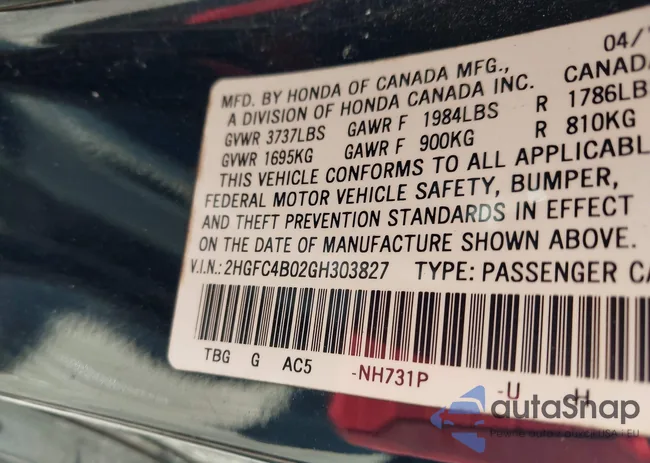 04/
MFD. BY HONDA OF CANADA MFG.,
A DIVISION OF HONDA CANADA INC. CANADA
GVWR 3737LBS GAWR F 1984LBS R 1786LB
GVWR 1695KG GAWR F 900KG R 810KG
THIS VEHICLE CONFORMS TO ALL APPLICABL
FEDERAL MOTOR VEHICLE SAFETY, BUMPER,
AND THEFT PREVENTION STANDARDS IN EFFECT
ON THE DATE OF MANUFACTURE SHOWN ABOVE.
V.I.N.: 2HGFC4B02GH303827 TYPE: PASSENGER CA
TBG G AC5 -NH731P -U H
autaSnap